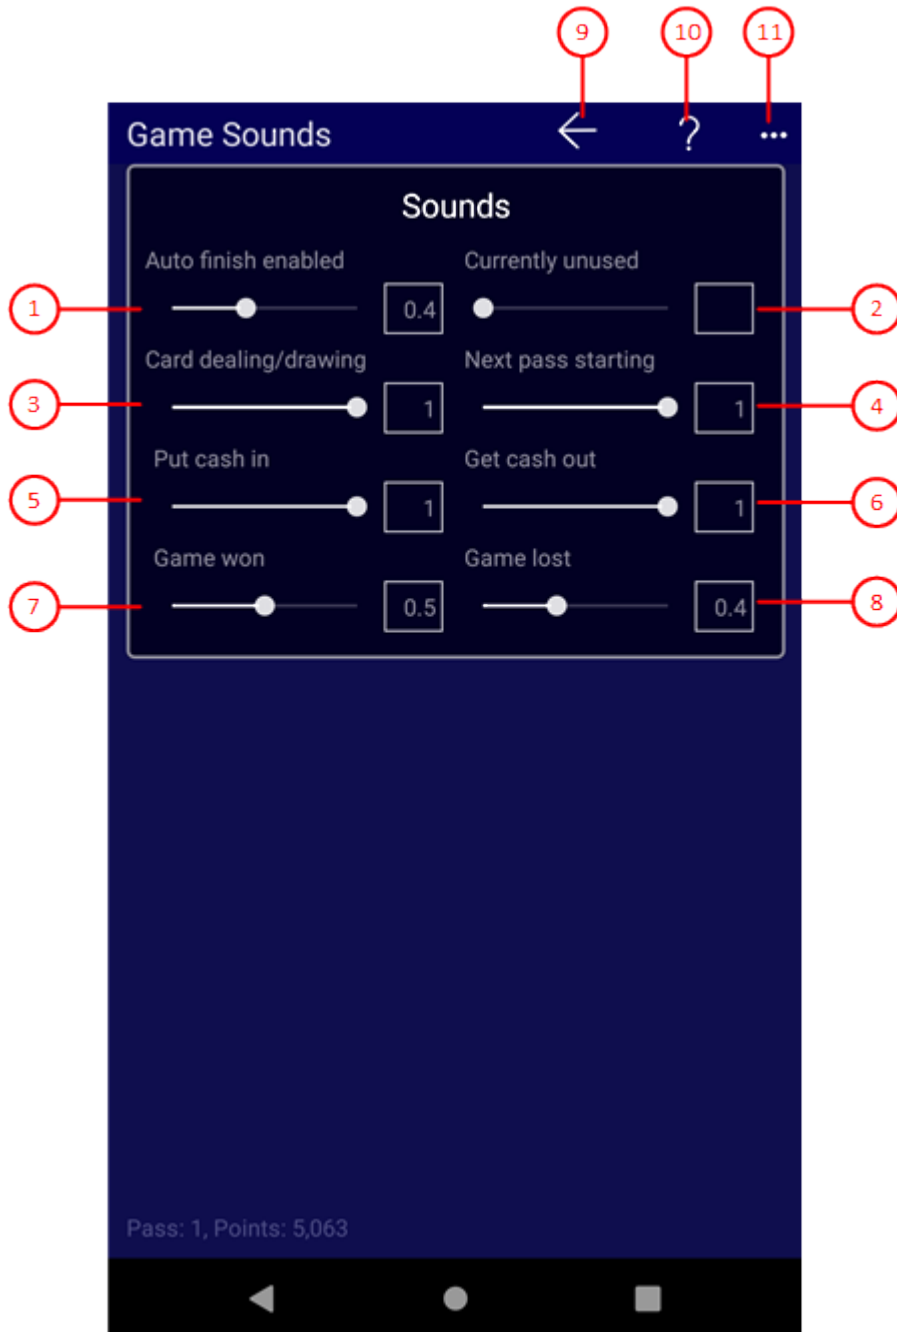 9 10 11
Game Sounds ?
Sounds
Auto finish enabled Currently unused
1 0.4 2
Card dealing/drawing Next pass starting
3 1 1 4
Put cash in Get cash out
5 1 1 6
Game won Game lost
7 0.5 0.4 8
Pass: 1, Points: 5,063